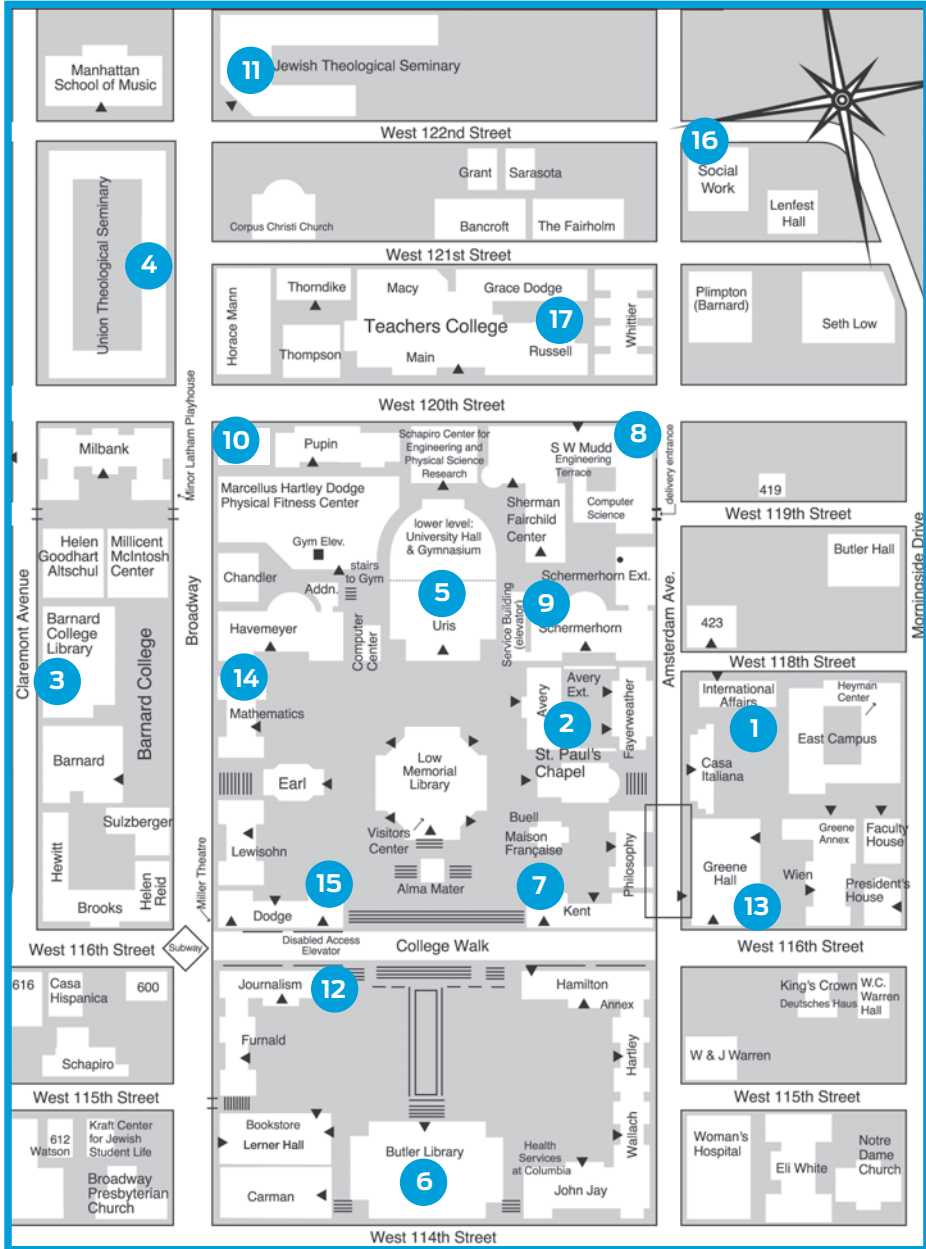 Manhattan
School of Music
11
Jewish Theological Seminary
West 122nd Street
16
Social
Work
Lenfest
Hall
Grant
Sarasota
Corpus Christi Church
Bancroft
The Fairholm
Union Theological Seminary
4
West 121st Street
Horace Mann
Thorndike
Macy
Grace Dodge
Teachers College
17
Thompson
Main
Russell
Whittier
Plimpton
(Barnard)
Seth Low
West 120th Street
Minor Latham Playhouse
Milbank
10
Pupin
Schapiro Center for
Engineering and
Physical Science
Research
8
S W Mudd
Engineering
Terrace
delivery entrance
419
Marcellus Hartley Dodge
Physical Fitness Center
Sherman
Fairchild
Center
Computer
Science
West 119th Street
lower level:
University Hall
& Gymnasium
Helen
Goodhart
Altschul
Millicent
McIntosh
Center
Gym Elev.
stairs
to Gym
Chandler
Addn.
5
Uris
Schermerhorn Ext.
Butler Hall
Claremont Avenue
Broadway
Amsterdam Ave.
Morningside Drive
Barnard
College
Library
3
Barnard College
Havemeyer
Computer
Center
Service Building
(elevator)
9
Schermerhorn
423
West 118th Street
14
Mathematics
Avery
Avery
Ext.
2
Fayerweather
International
Affairs
1
Heyman
Center
East Campus
Barnard
Earl
Low
Memorial
Library
St. Paul's
Chapel
Casa
Italiana
Sulzberger
Hewitt
Helen
Reid
Brooks
Lewisohn
Visitors
Center
Alma Mater
Buell
Maison
Française
Philosophy
Greene
Hall
Greene
Annex
Faculty
House
Wien
President's
House
Miller Theatre
15
Dodge
7
Kent
13
West 116th Street
Subway
Disabled Access
Elevator
College Walk
West 116th Street
616
Casa
Hispanica
600
Journalism
12
Hamilton
Annex
King's Crown
Deutsches Haus
W.C.
Warren
Hall
Furnald
Hartley
Schapiro
W & J Warren
West 115th Street
West 115th Street
612
Watson
Kraft Center
for Jewish
Student Life
Broadway
Presbyterian
Church
Bookstore
Lerner Hall
Carman
Butler Library
6
Health
Services
at Columbia
John Jay
Wallach
Woman's
Hospital
Eli White
Notre
Dame
Church
West 114th Street